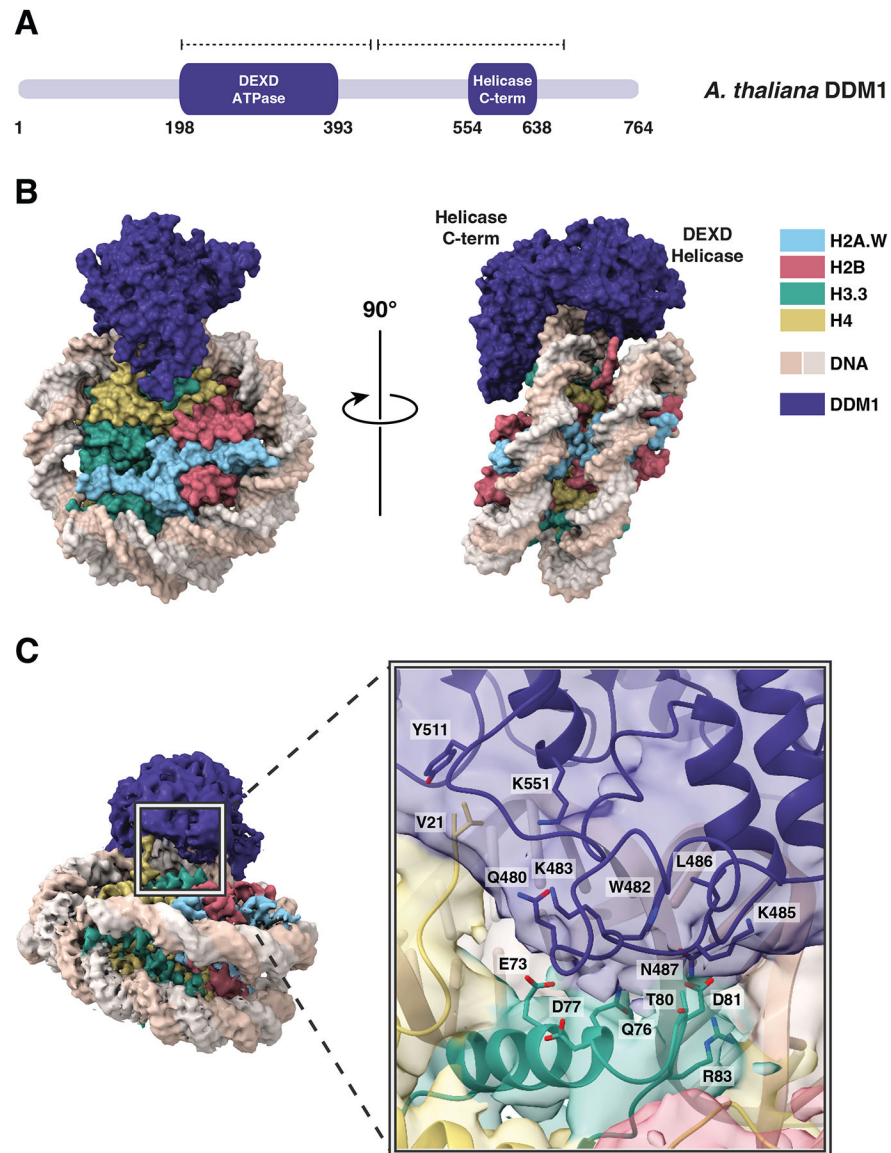 A
DEXD
ATPase
Helicase
C-term
A. thaliana DDM1
1
198
393
554
638
764
B
Helicase
C-term
DEXD
Helicase
90°
H2A.W
H2B
H3.3
H4
DNA
DDM1
C
Y511
K551
V21
Q480
K483
W482
L486
K485
E73
N487
D77
T80
D81
Q76
R83